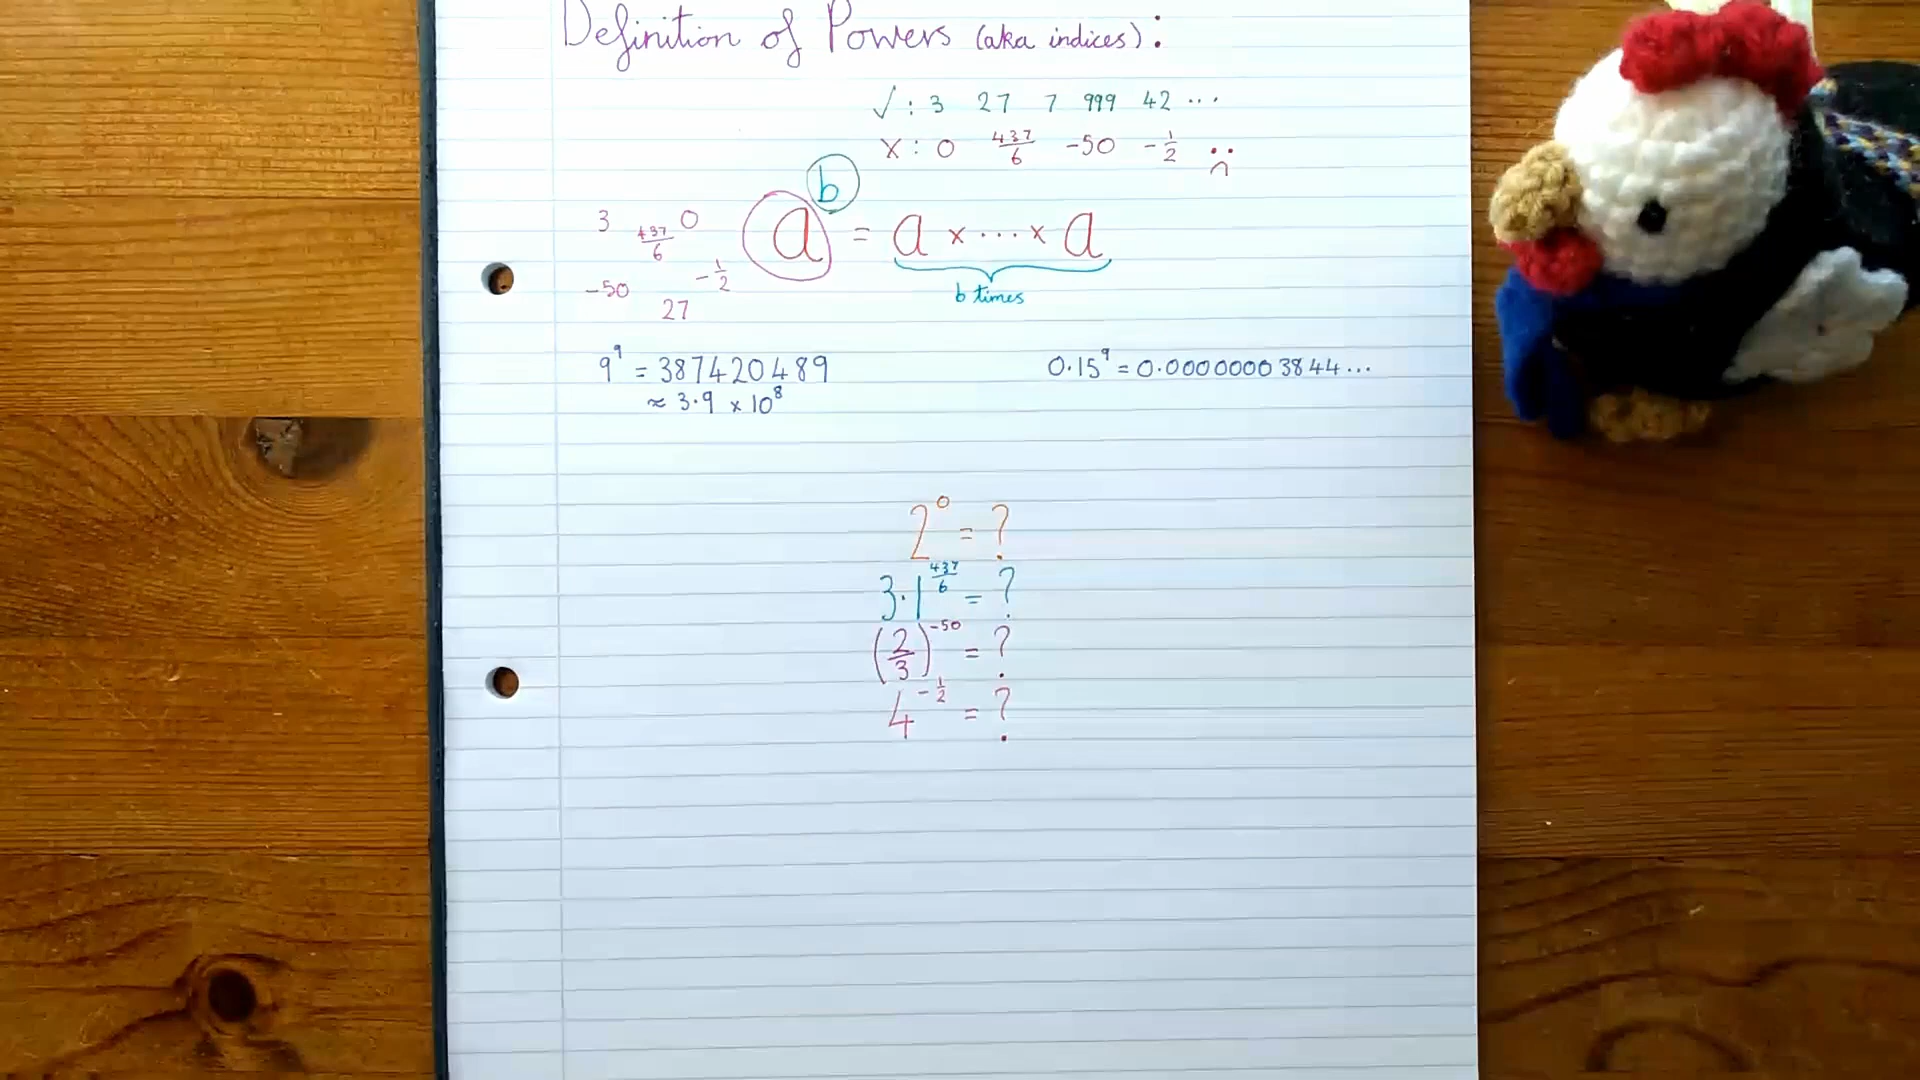 Definition of Powers (aka indices):
✓ : 3 27 7 999 42 ...
x : 0 437/6 -50 -1/2 :(
3 437/6 0 -50 27 -1/2
a^b = a × ... × a
b times
9^9 = 387420489
≈ 3.9 × 10^8
0.15^9 = 0.00000003844...
2^0 = ?
3.1^(437/6) = ?
(2/3)^-50 = ?
4^(-1/2) = ?